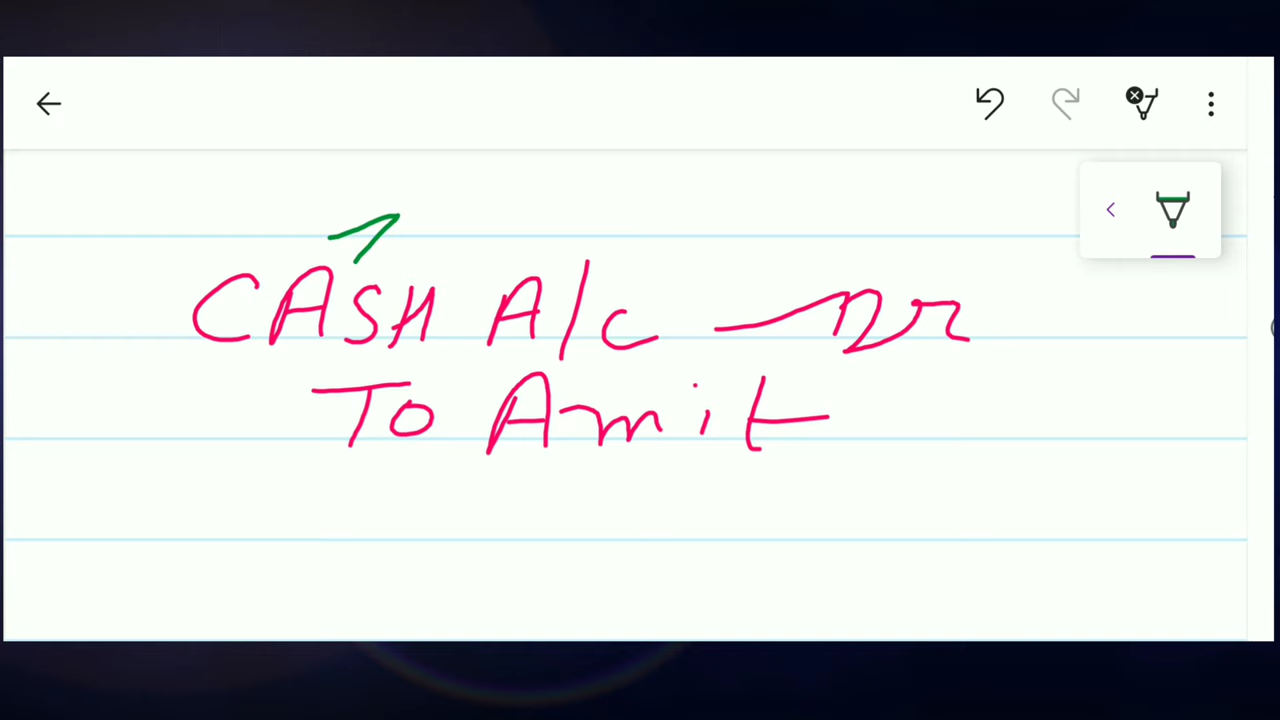 CASH A/c — Dr
To Amit